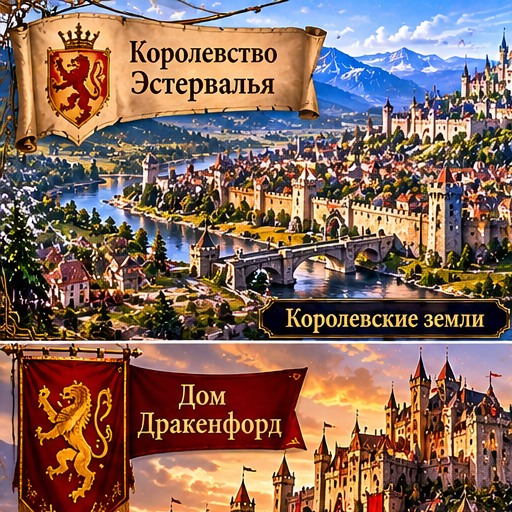 Королевство
Эстервалья
Королевские земли
Дом
Дракенфорд